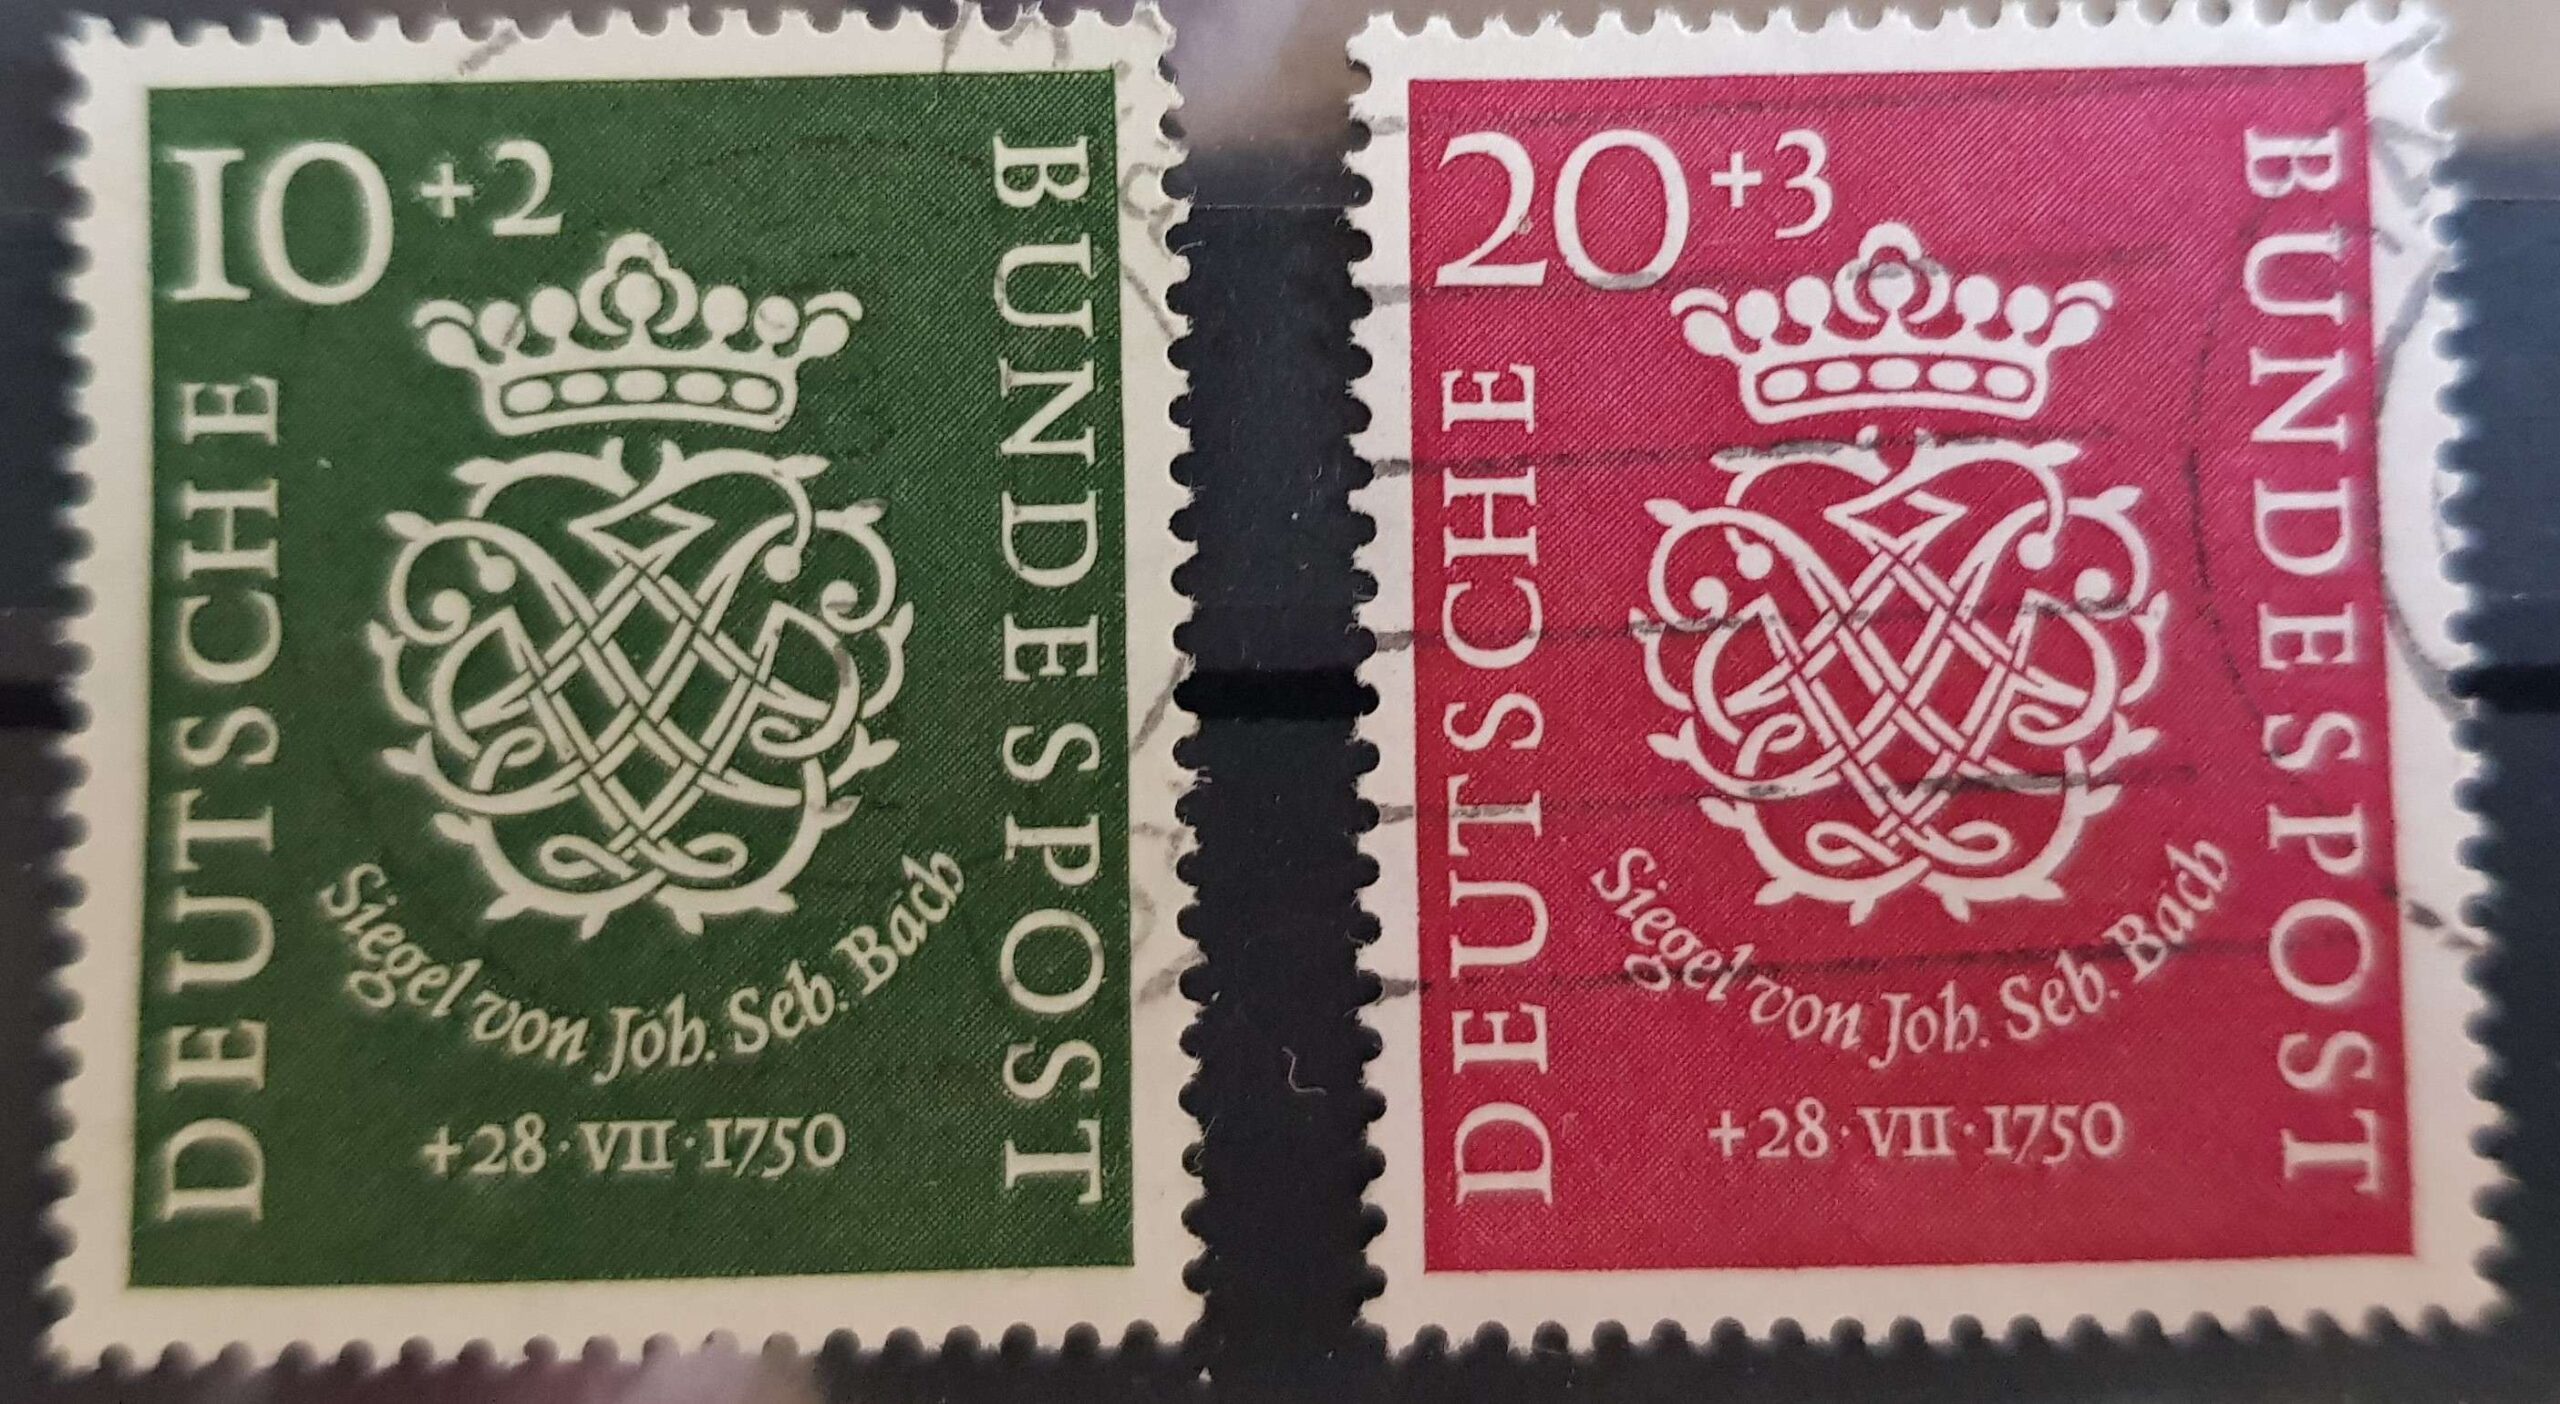 10 + 2
DEUTSCHE
BUNDESPOST
Siegel von Joh. Seb. Bach
+ 28 · VII · 1750
20 + 3
DEUTSCHE
BUNDESPOST
Siegel von Joh. Seb. Bach
+ 28 · VII · 1750